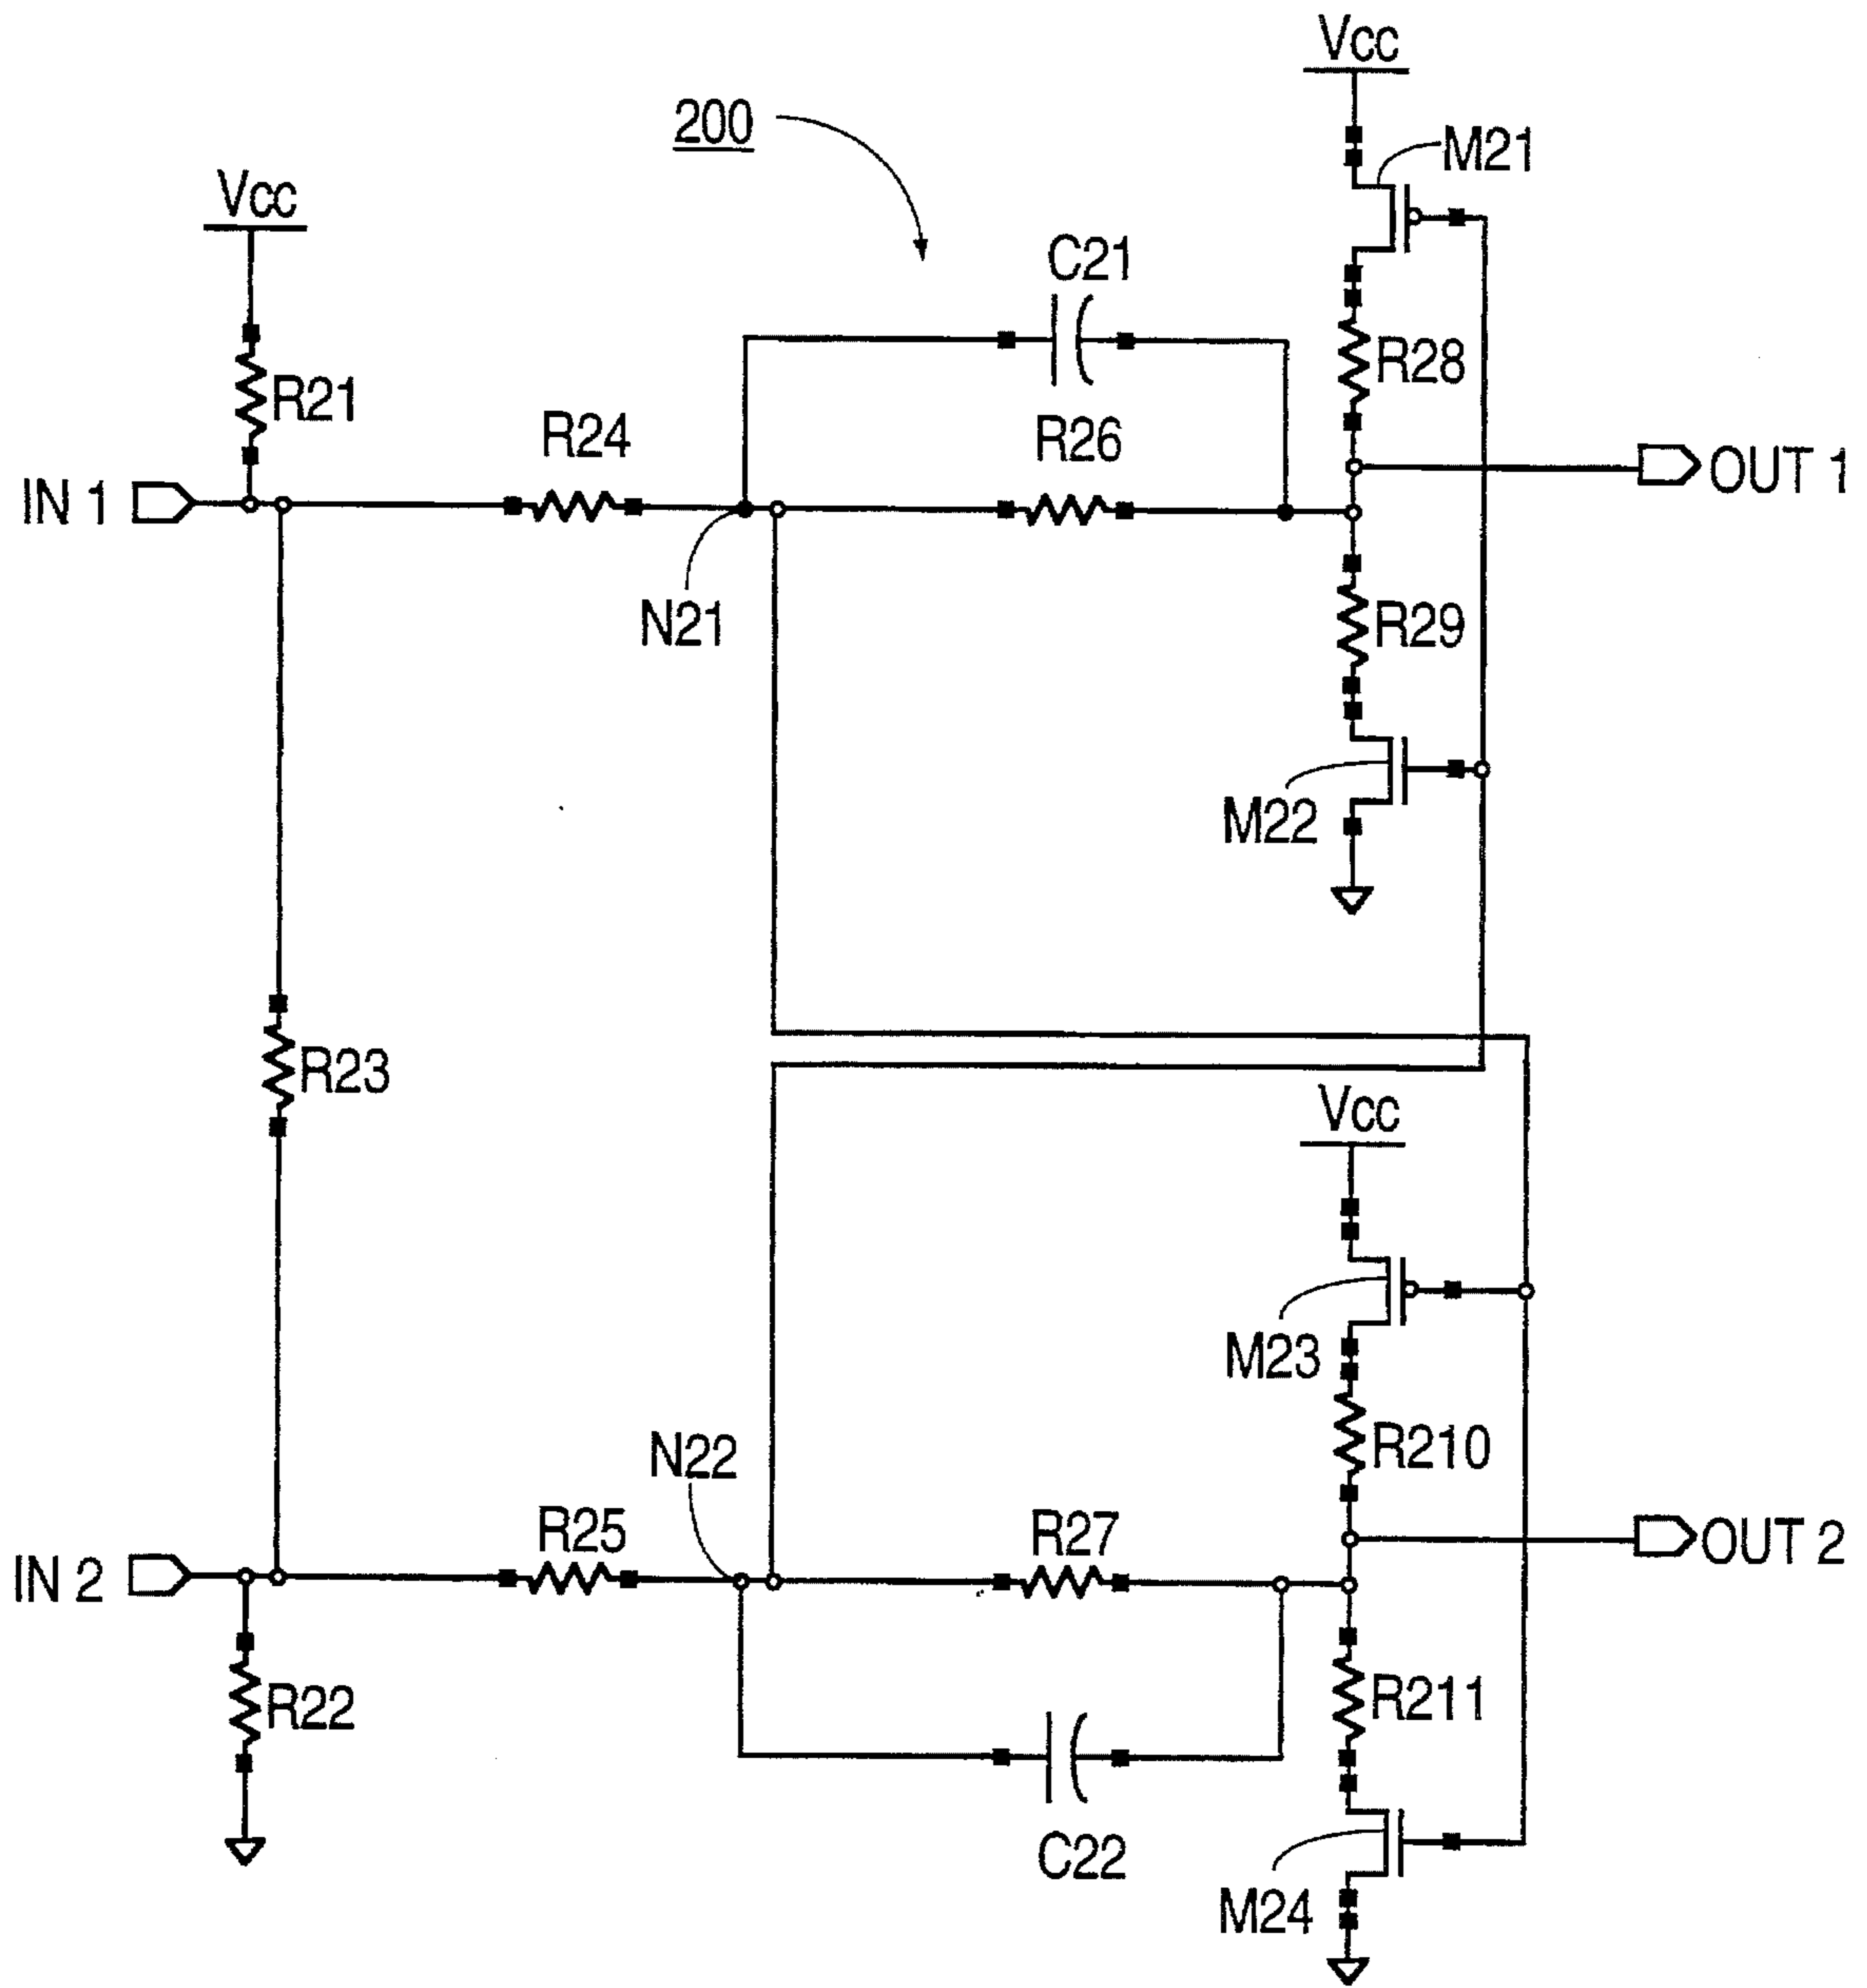 Vcc
200
M21
Vcc
C21
R28
R21
R24
R26
IN 1
OUT 1
N21
R29
M22
R23
Vcc
M23
R210
N22
R25
R27
IN 2
OUT 2
R22
R211
C22
M24